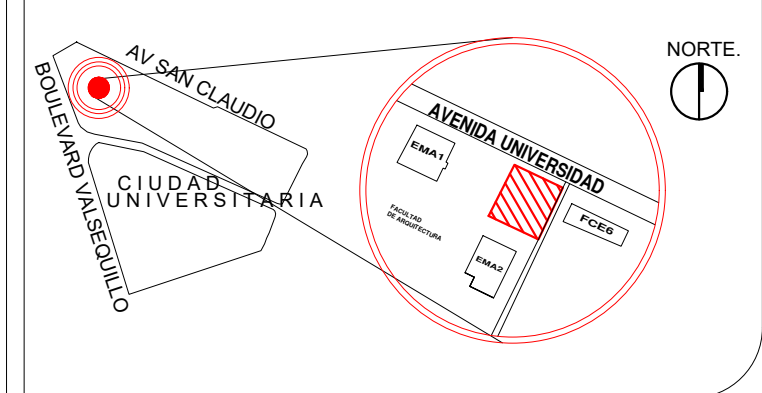 NORTE.
AV SAN CLAUDIO
BOULEVARD VALSEQUILLO
CIUDAD
UNIVERSITARIA
AVENIDA UNIVERSIDAD
EMA1
FACULTAD
DE ARQUITECTURA
EMA2
FCE6